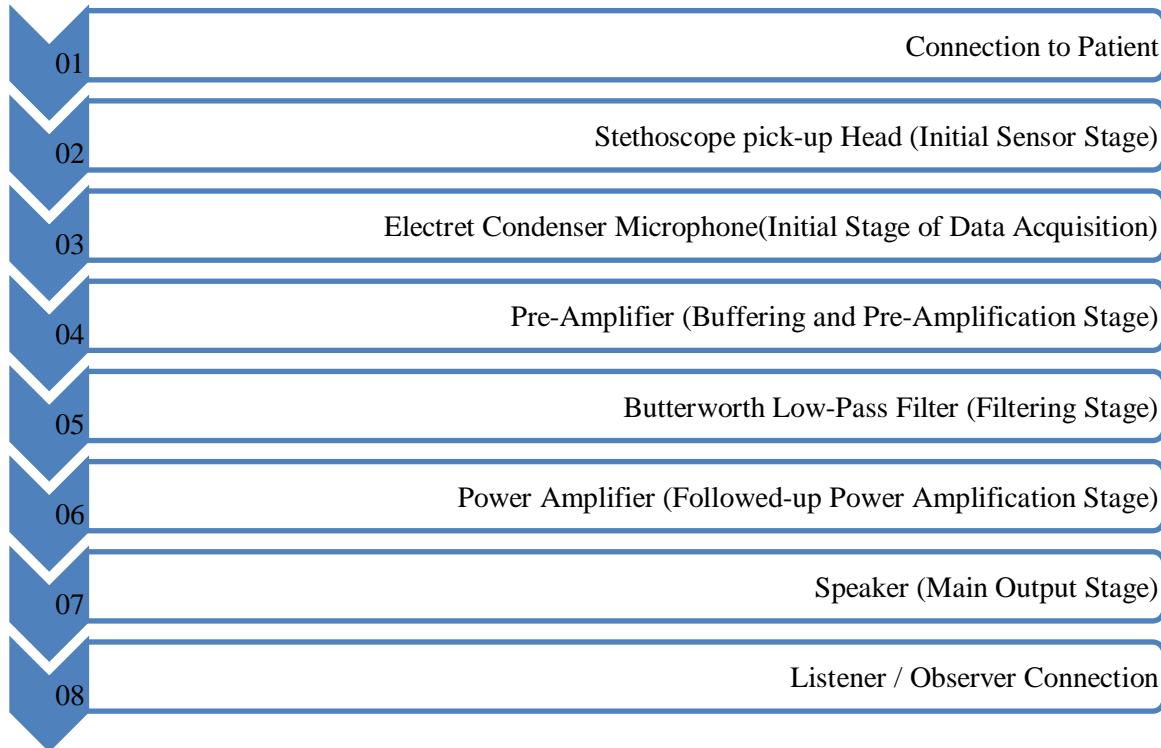 01 Connection to Patient
02 Stethoscope pick-up Head (Initial Sensor Stage)
03 Electret Condenser Microphone(Initial Stage of Data Acquisition)
04 Pre-Amplifier (Buffering and Pre-Amplification Stage)
05 Butterworth Low-Pass Filter (Filtering Stage)
06 Power Amplifier (Followed-up Power Amplification Stage)
07 Speaker (Main Output Stage)
08 Listener / Observer Connection